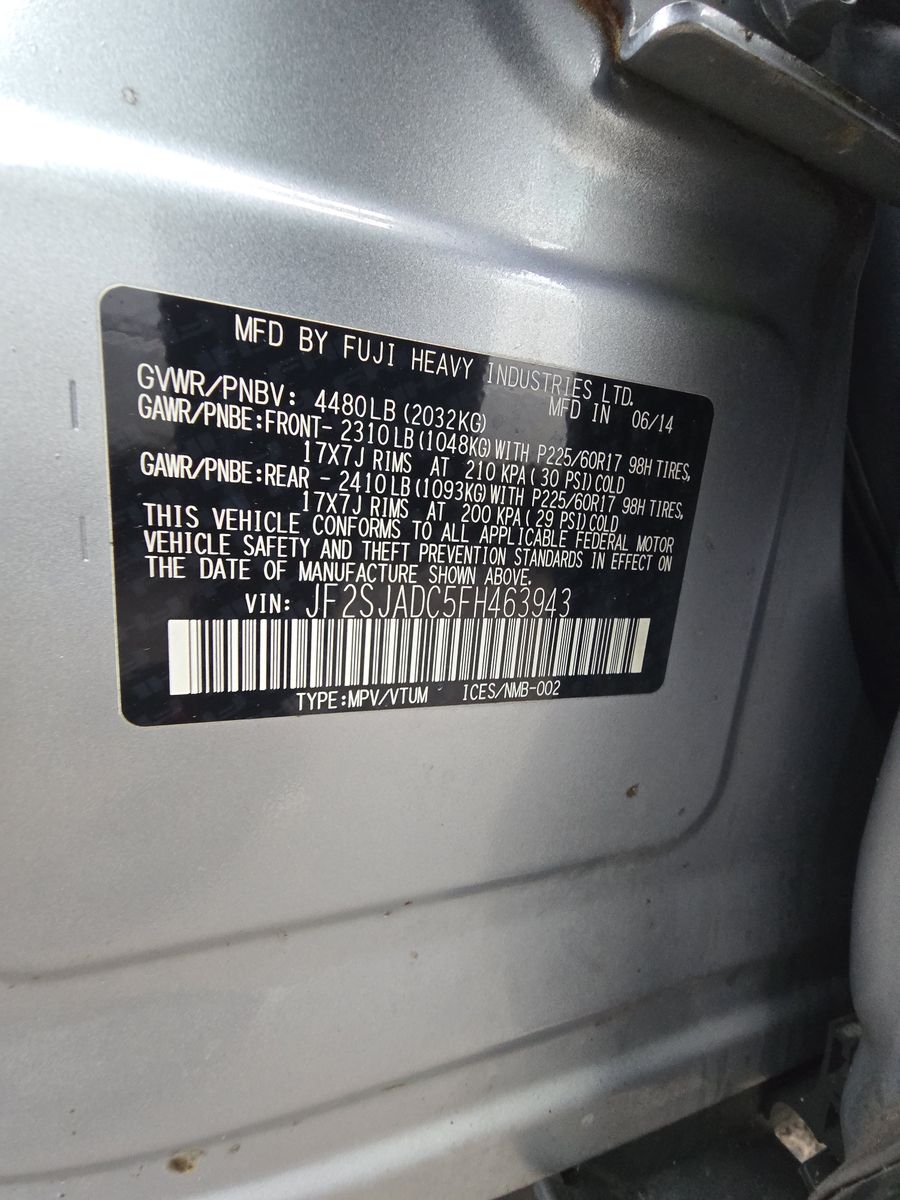 MFD BY FUJI HEAVY INDUSTRIES LTD.
GVWR/PNBV: 4480LB (2032KG) MFD IN 06/14
GAWR/PNBE:FRONT- 2310LB (1048KG) WITH P225/60R17 98H TIRES,
17X7J RIMS AT 210 KPA ( 30 PSI) COLD
GAWR/PNBE:REAR - 2410LB (1093KG) WITH P225/60R17 98H TIRES,
17X7J RIMS AT 200 KPA ( 29 PSI) COLD
THIS VEHICLE CONFORMS TO ALL APPLICABLE FEDERAL MOTOR
VEHICLE SAFETY AND THEFT PREVENTION STANDARDS IN EFFECT ON
THE DATE OF MANUFACTURE SHOWN ABOVE.
VIN: JF2SJADC5FH463943
TYPE:MPV/VTUM ICES/NMB-002